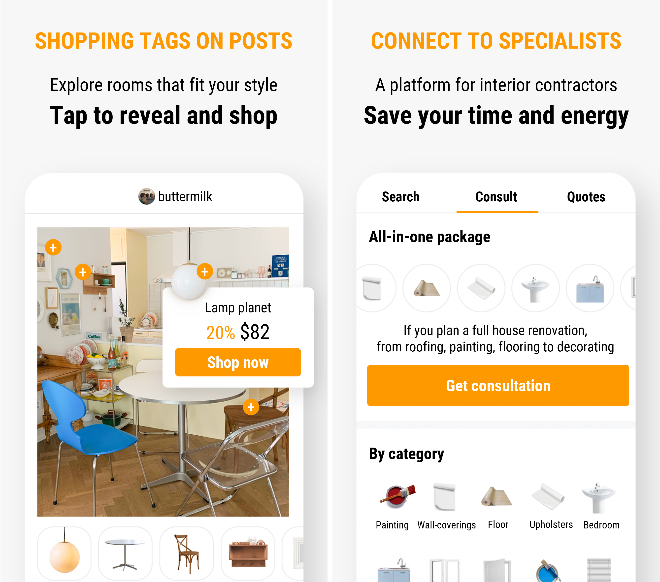 SHOPPING TAGS ON POSTS
Explore rooms that fit your style
Tap to reveal and shop
buttermilk
Lamp planet
20% $82
Shop now
CONNECT TO SPECIALISTS
A platform for interior contractors
Save your time and energy
Search Consult Quotes
All-in-one package
If you plan a full house renovation,
from roofing, painting, flooring to decorating
Get consultation
By category
Painting Wall-coverings Floor Upholsters Bedroom